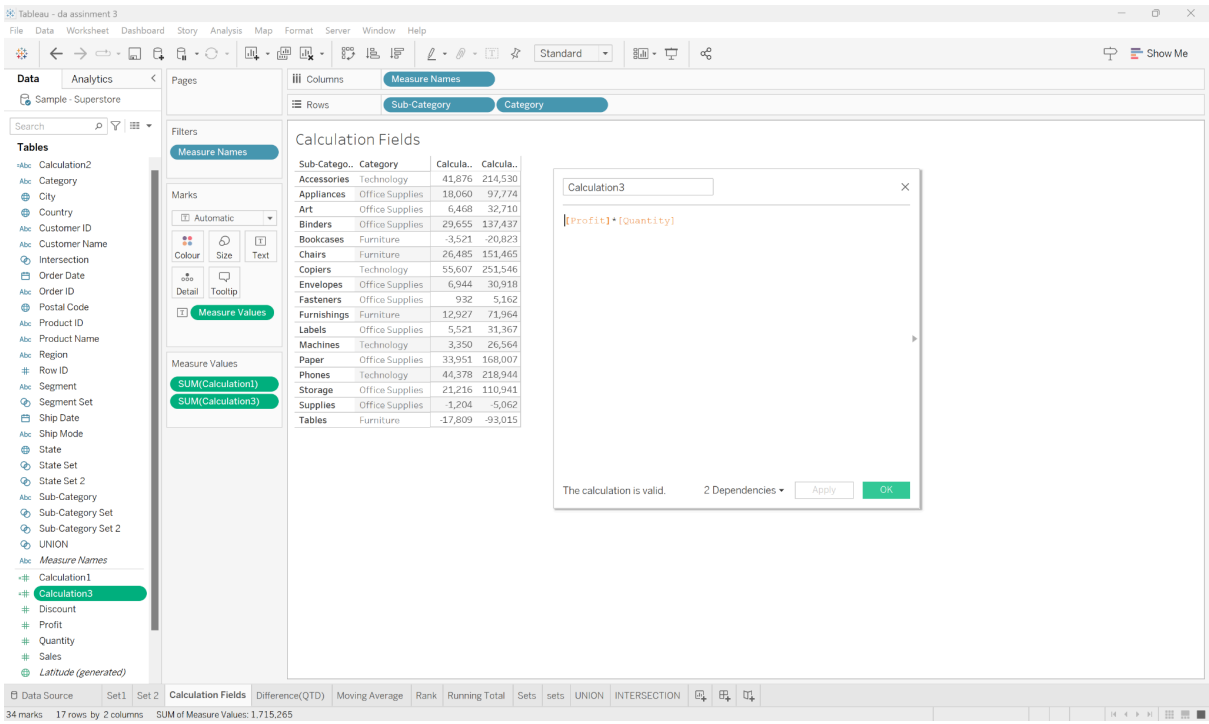 Tableau - da assinment 3
File Data Worksheet Dashboard Story Analysis Map Format Server Window Help
Standard
Show Me
Data Analytics
Sample - Superstore
Search
Tables
=Abc Calculation2
Abc Category
City
Country
Abc Customer ID
Abc Customer Name
Intersection
Order Date
Abc Order ID
Postal Code
Abc Product ID
Abc Product Name
Abc Region
# Row ID
Abc Segment
Segment Set
Ship Date
Abc Ship Mode
State
State Set
State Set 2
Abc Sub-Category
Sub-Category Set
Sub-Category Set 2
UNION
Abc Measure Names
=# Calculation1
=# Calculation3
# Discount
# Profit
# Quantity
# Sales
Latitude (generated)
Pages
Filters
Measure Names
Marks
Automatic
Colour Size Text
Detail Tooltip
Measure Values
Measure Values
SUM(Calculation1)
SUM(Calculation3)
Columns Measure Names
Rows Sub-Category Category
Calculation Fields
Sub-Catego.. Category Calcula.. Calcula..
Accessories Technology 41,876 214,530
Appliances Office Supplies 18,060 97,774
Art Office Supplies 6,468 32,710
Binders Office Supplies 29,655 137,437
Bookcases Furniture -3,521 -20,823
Chairs Furniture 26,485 151,465
Copiers Technology 55,607 251,546
Envelopes Office Supplies 6,944 30,918
Fasteners Office Supplies 932 5,162
Furnishings Furniture 12,927 71,964
Labels Office Supplies 5,521 31,367
Machines Technology 3,350 26,564
Paper Office Supplies 33,951 168,007
Phones Technology 44,378 218,944
Storage Office Supplies 21,216 110,941
Supplies Office Supplies -1,204 -5,062
Tables Furniture -17,809 -93,015
Calculation3
[Profit]*[Quantity]
The calculation is valid. 2 Dependencies Apply OK
Data Source Set1 Set 2 Calculation Fields Difference(QTD) Moving Average Rank Running Total Sets sets UNION INTERSECTION
34 marks 17 rows by 2 columns SUM of Measure Values: 1,715,265